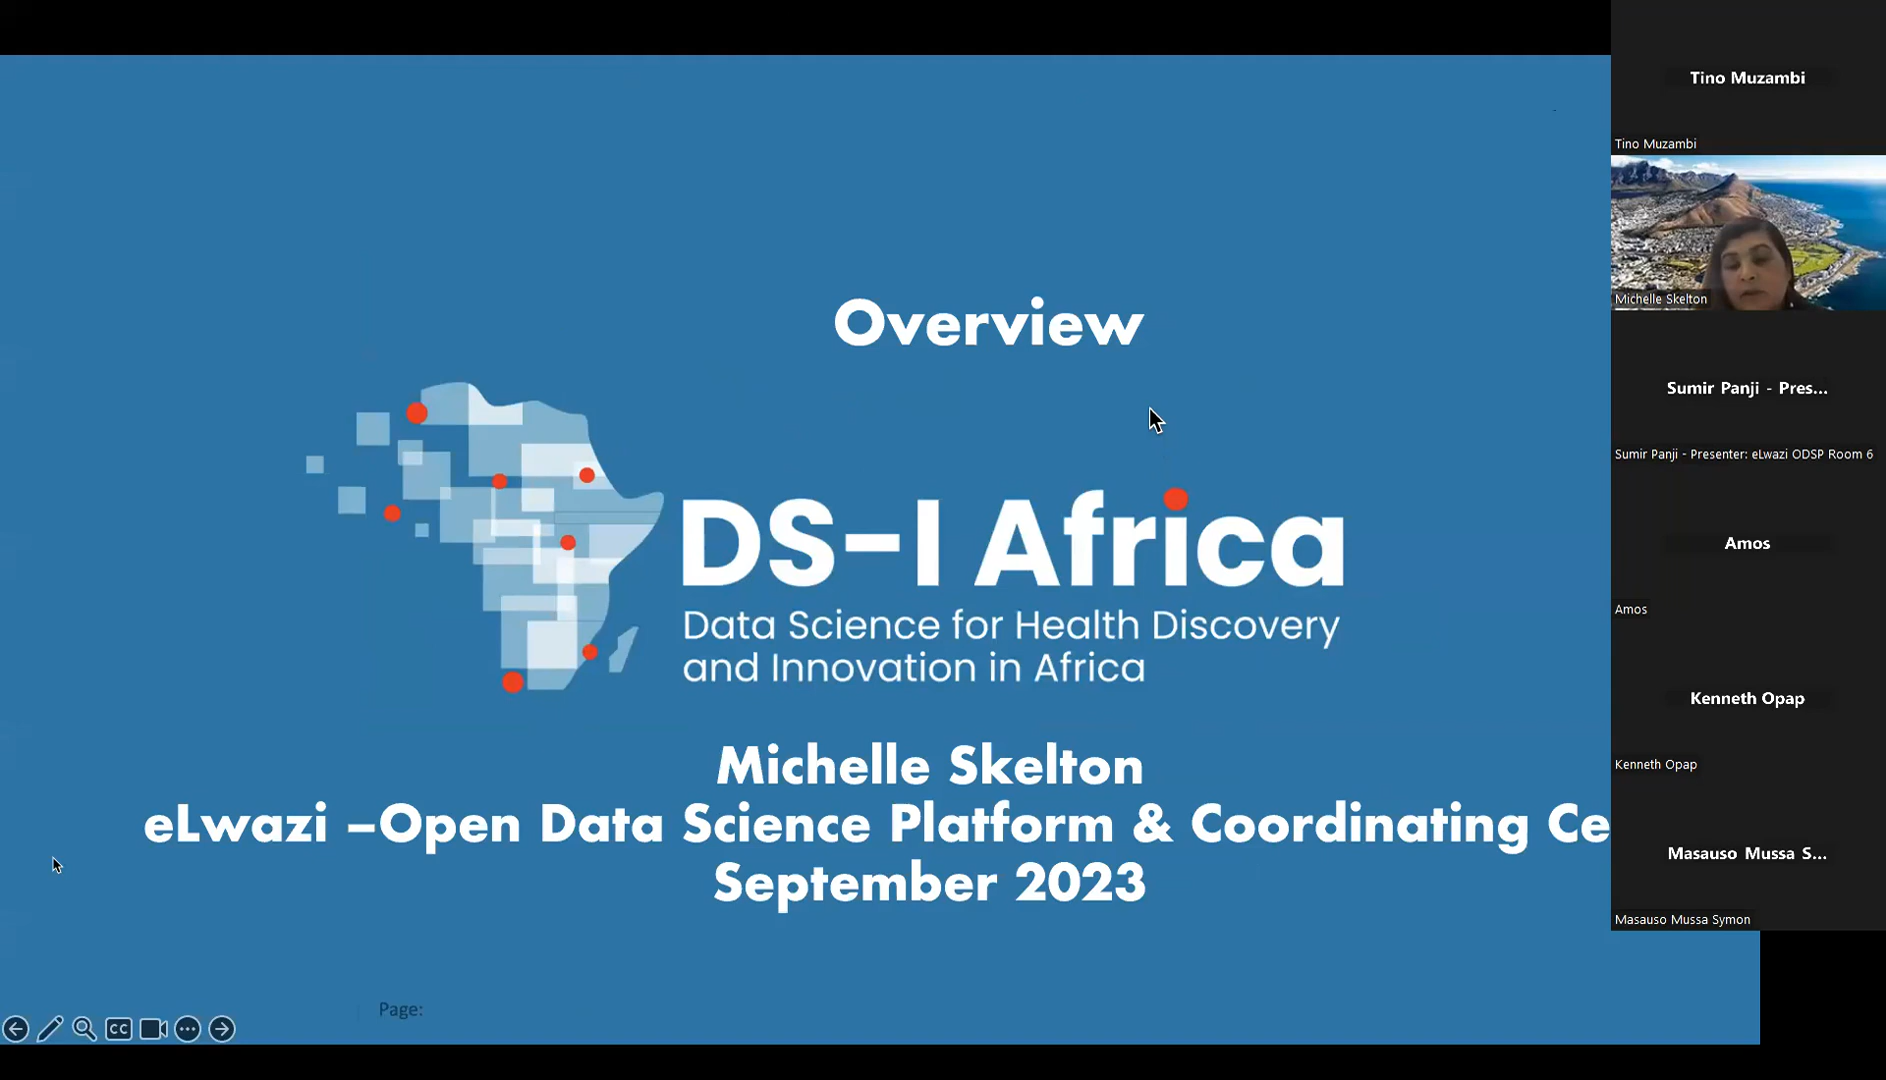 Overview
DS-I Africa
Data Science for Health Discovery
and Innovation in Africa
Michelle Skelton
eLwazi –Open Data Science Platform & Coordinating Ce
September 2023
Page:
CC
Tino Muzambi
Tino Muzambi
Michelle Skelton
Sumir Panji - Pres...
Sumir Panji - Presenter: eLwazi ODSP Room 6
Amos
Amos
Kenneth Opap
Kenneth Opap
Masauso Mussa S...
Masauso Mussa Symon